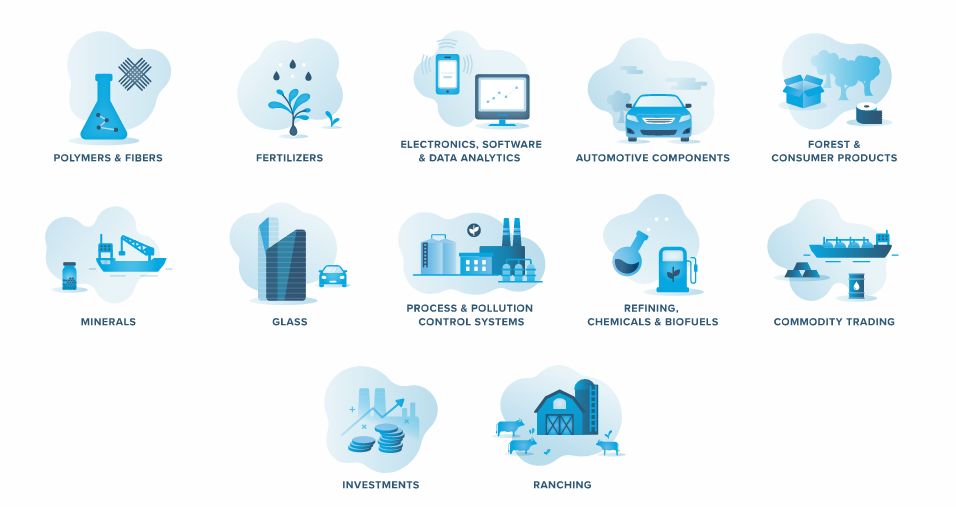 POLYMERS & FIBERS
FERTILIZERS
ELECTRONICS, SOFTWARE
& DATA ANALYTICS
AUTOMOTIVE COMPONENTS
FOREST &
CONSUMER PRODUCTS
MINERALS
GLASS
PROCESS & POLLUTION
CONTROL SYSTEMS
REFINING,
CHEMICALS & BIOFUELS
COMMODITY TRADING
INVESTMENTS
RANCHING